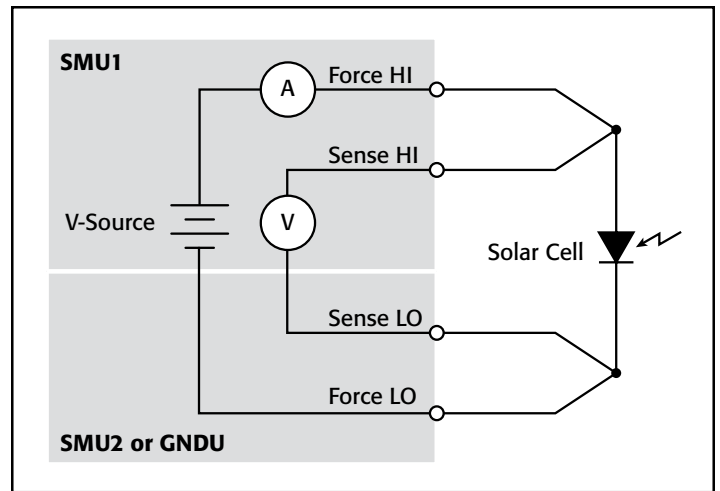 SMU1
A
Force HI
Sense HI
V-Source
V
Solar Cell
Sense LO
Force LO
SMU2 or GNDU